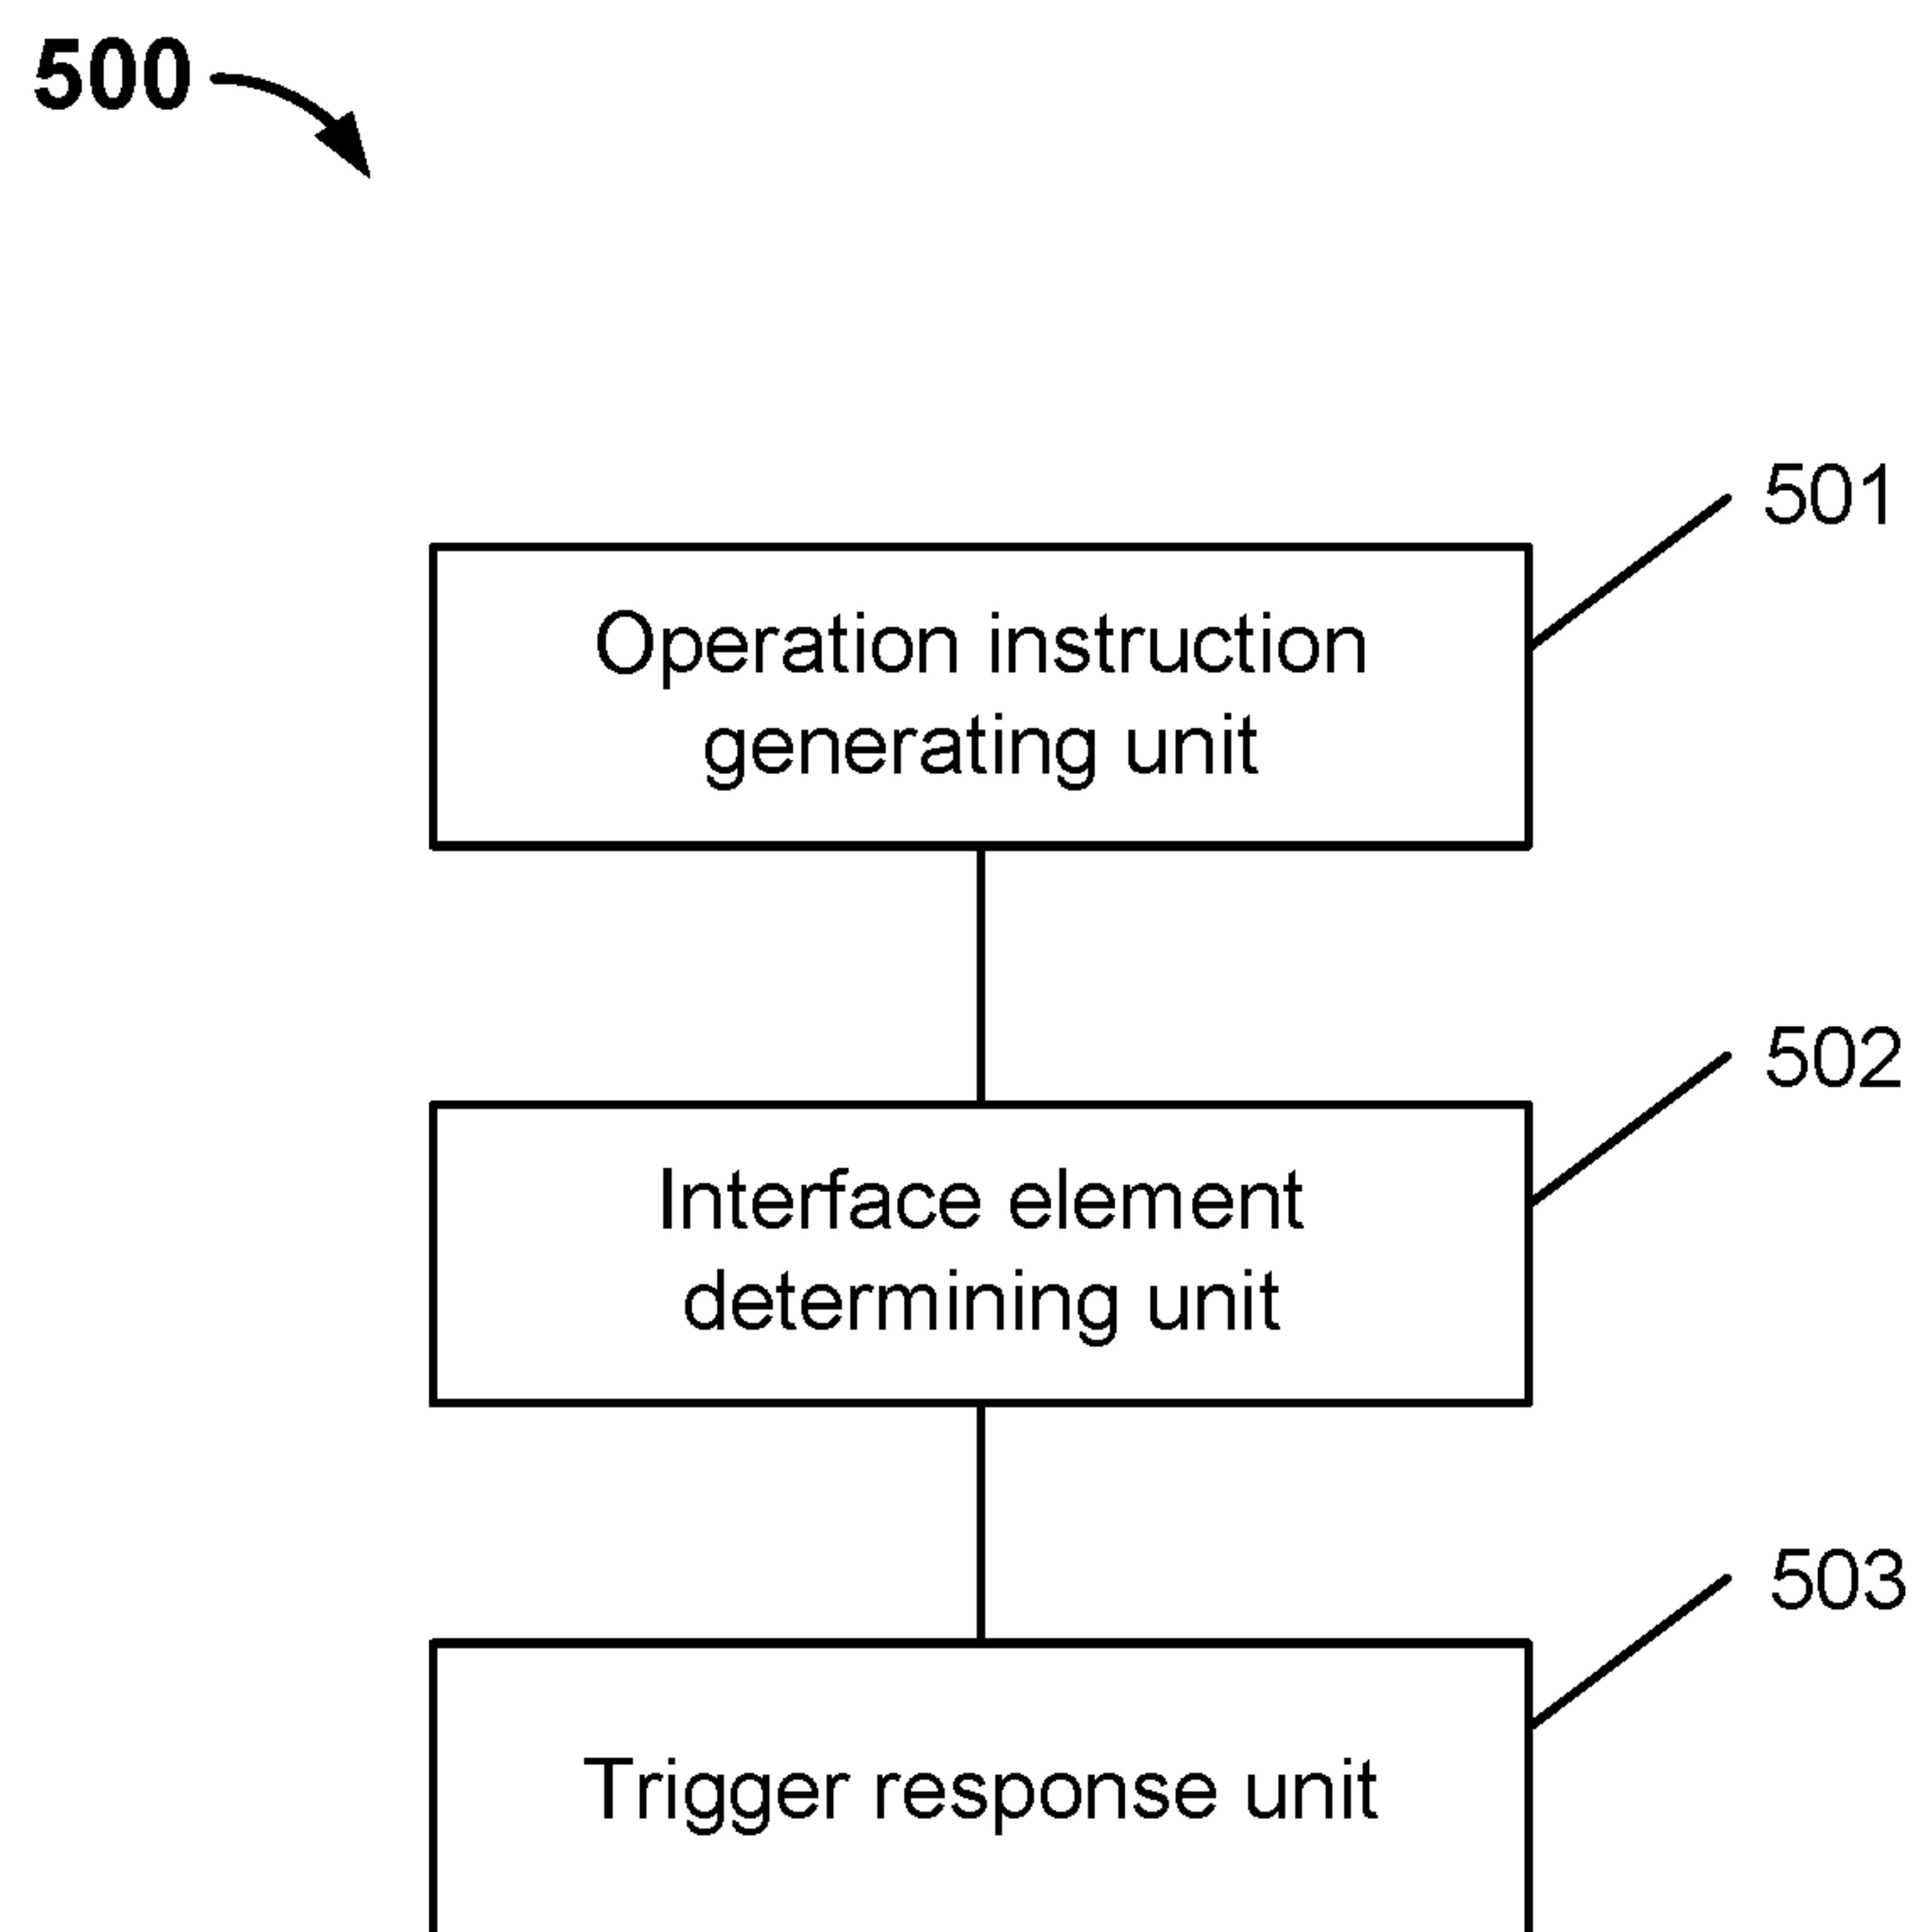 500
501
Operation instruction
generating unit
502
Interface element
determining unit
503
Trigger response unit